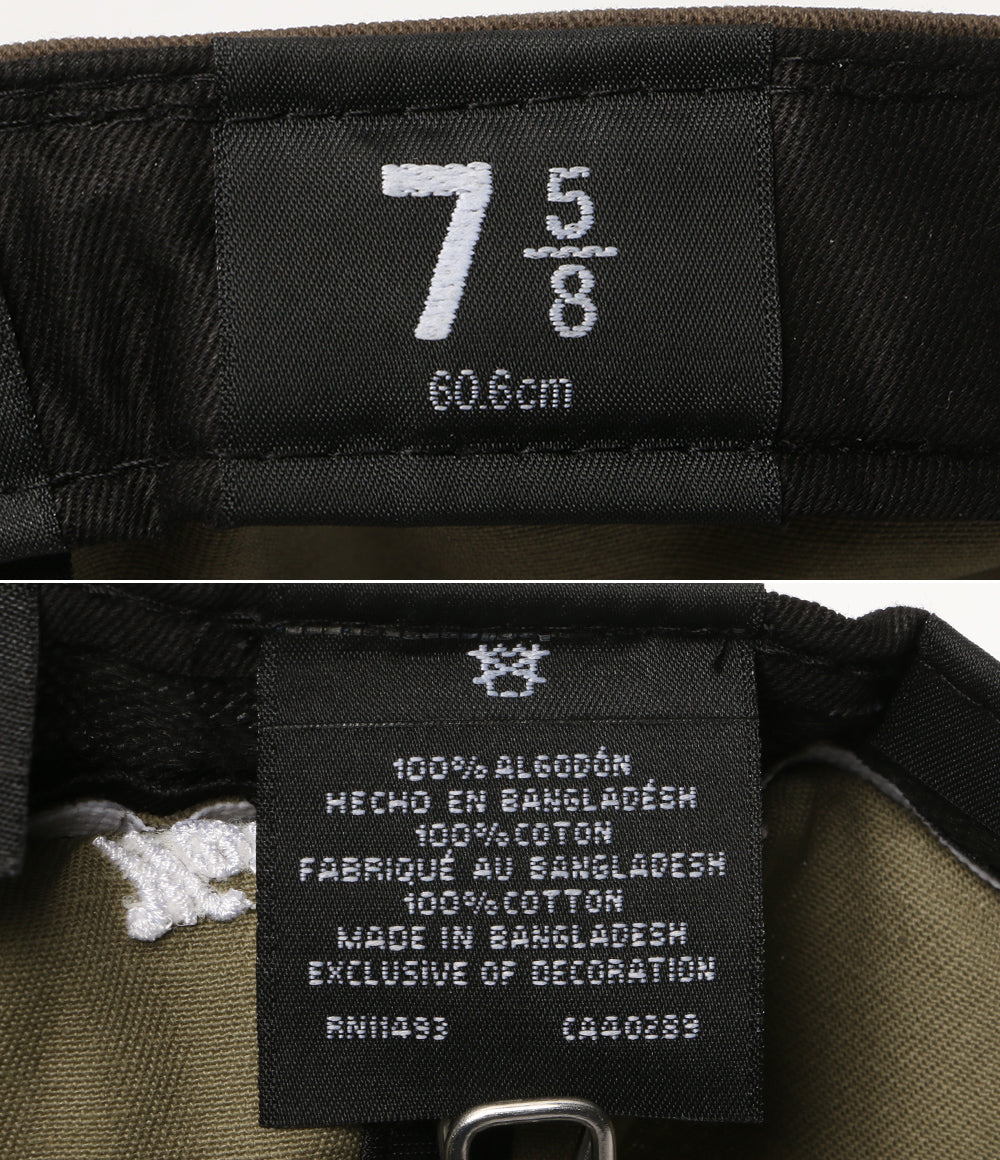 7 5/8
60.6cm
100% ALGODÓN
HECHO EN BANGLADÉSH
100% COTON
FABRIQUÉ AU BANGLADESH
100% COTTON
MADE IN BANGLADESH
EXCLUSIVE OF DECORATION
RN11493 CA40289